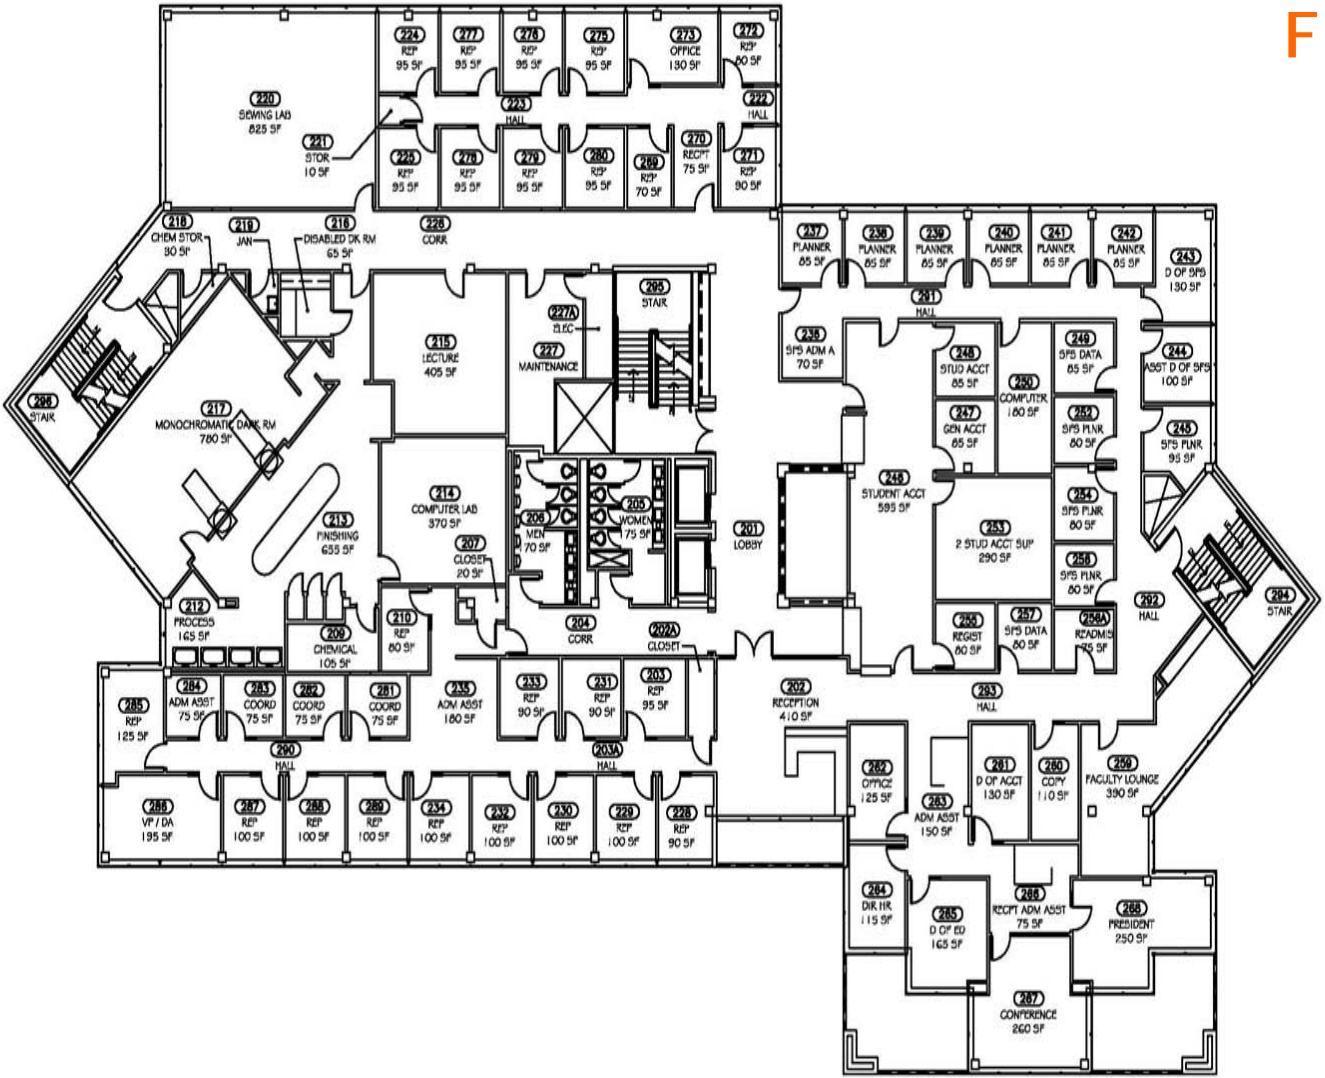 F
224
REP
95 SF
277
REP
95 SF
276
REP
95 SF
275
REP
95 SF
273
OFFICE
130 SF
272
REP
80 SF
220
SEWING LAB
825 SF
223
HALL
222
HALL
221
STOR
10 SF
225
REP
95 SF
278
REP
95 SF
279
REP
95 SF
280
REP
95 SF
269
REP
70 SF
270
RECPT
75 SF
271
REP
90 SF
218
CHEM STOR
30 SF
219
JAN
216
DISABLED DK RM
65 SF
226
CORR
237
PLANNER
85 SF
238
PLANNER
85 SF
239
PLANNER
85 SF
240
PLANNER
85 SF
241
PLANNER
85 SF
242
PLANNER
85 SF
243
D OF SFS
130 SF
295
STAIR
291
HALL
227A
ELEC
215
LECTURE
405 SF
227
MAINTENANCE
236
SFS ADM A
70 SF
248
STUD ACCT
85 SF
249
SFS DATA
85 SF
244
ASST D OF SFS
100 SF
250
COMPUTER
180 SF
296
STAIR
217
MONOCHROMATIC DARK RM
780 SF
247
GEN ACCT
85 SF
252
SFS PLNR
80 SF
245
SFS PLNR
95 SF
246
STUDENT ACCT
595 SF
214
COMPUTER LAB
370 SF
206
MEN
70 SF
205
WOMEN
175 SF
201
LOBBY
213
FINISHING
655 SF
254
SFS PLNR
80 SF
253
2 STUD ACCT SUP
290 SF
207
CLOSET
20 SF
256
SFS PLNR
80 SF
292
HALL
294
STAIR
212
PROCESS
165 SF
210
REP
80 SF
209
CHEMICAL
105 SF
204
CORR
202A
CLOSET
255
REGIST
80 SF
257
SFS DATA
80 SF
258A
READMIS
75 SF
285
REP
125 SF
284
ADM ASST
75 SF
283
COORD
75 SF
282
COORD
75 SF
281
COORD
75 SF
235
ADM ASST
180 SF
233
REP
90 SF
231
REP
90 SF
203
REP
95 SF
202
RECEPTION
410 SF
293
HALL
290
HALL
203A
HALL
262
OFFICE
125 SF
261
D OF ACCT
130 SF
260
COPY
110 SF
259
FACULTY LOUNGE
390 SF
286
VP / DA
195 SF
287
REP
100 SF
288
REP
100 SF
289
REP
100 SF
234
REP
100 SF
232
REP
100 SF
230
REP
100 SF
229
REP
100 SF
228
REP
90 SF
263
ADM ASST
150 SF
264
DIR HR
115 SF
265
D OF ED
165 SF
266
RECPT ADM ASST
75 SF
268
PRESIDENT
250 SF
267
CONFERENCE
260 SF